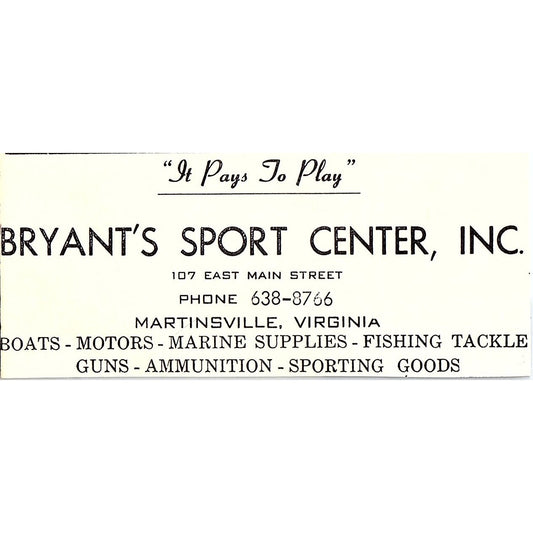 "It Pays To Play"
BRYANT'S SPORT CENTER, INC.
107 EAST MAIN STREET
PHONE 638-8766
MARTINSVILLE, VIRGINIA
BOATS - MOTORS - MARINE SUPPLIES - FISHING TACKLE
GUNS - AMMUNITION - SPORTING GOODS